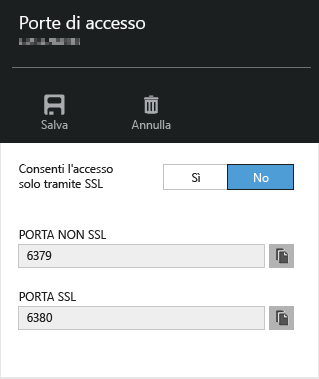 Porte di accesso
Salva Annulla
Consenti l'accesso
solo tramite SSL
Sì No
PORTA NON SSL
6379
PORTA SSL
6380